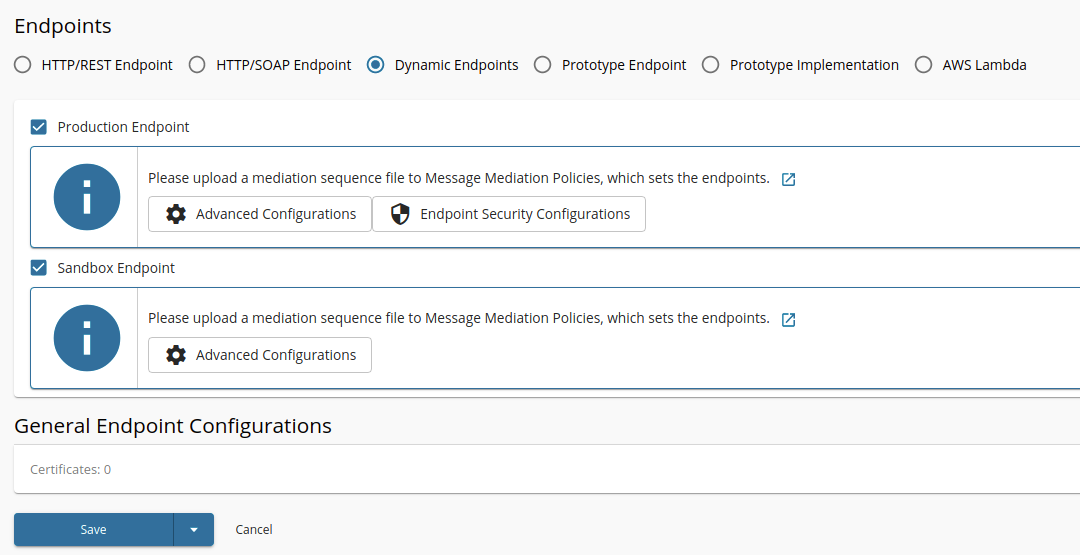 Endpoints
HTTP/REST Endpoint HTTP/SOAP Endpoint Dynamic Endpoints Prototype Endpoint Prototype Implementation AWS Lambda
Production Endpoint
Please upload a mediation sequence file to Message Mediation Policies, which sets the endpoints.
Advanced Configurations Endpoint Security Configurations
Sandbox Endpoint
Please upload a mediation sequence file to Message Mediation Policies, which sets the endpoints.
Advanced Configurations
General Endpoint Configurations
Certificates: 0
Save Cancel